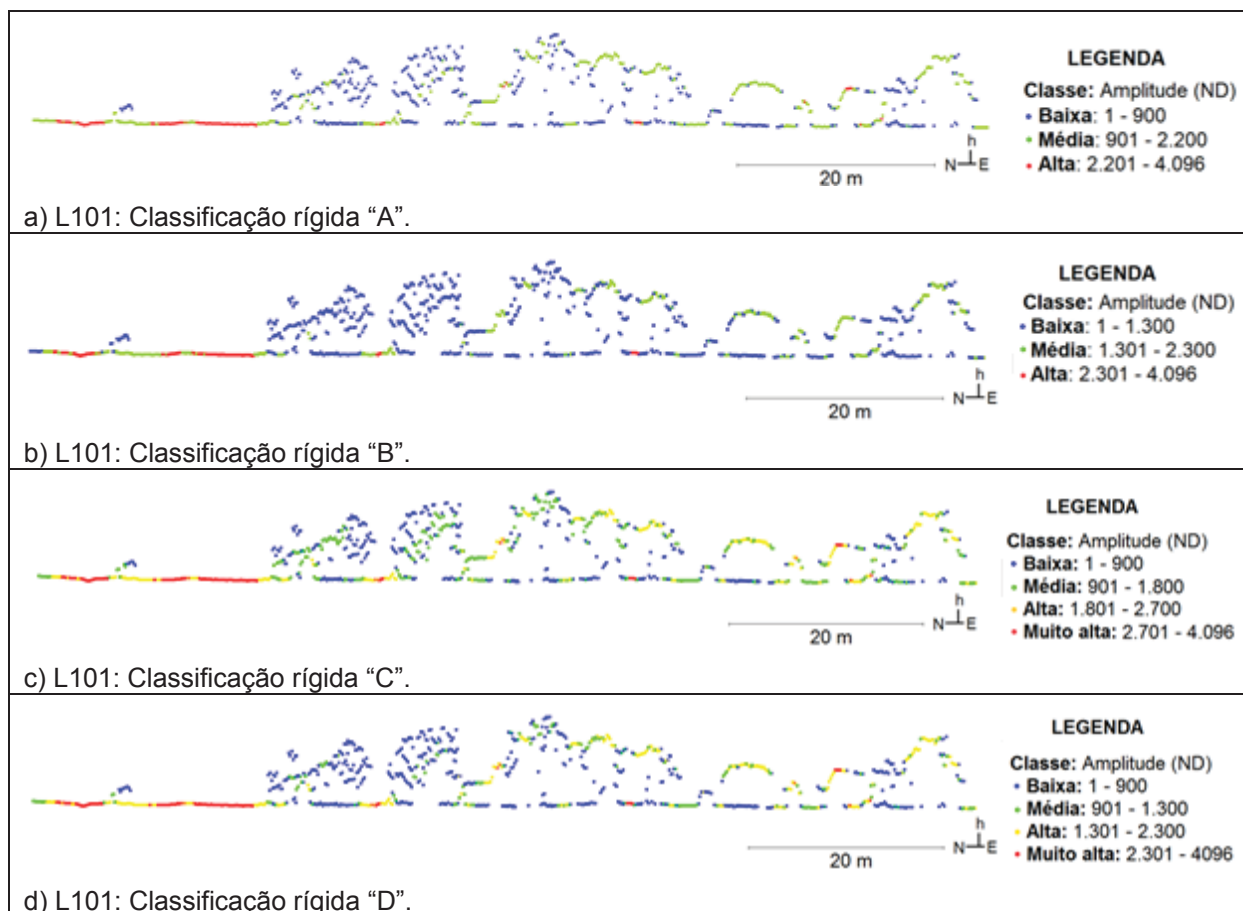 LEGENDA
Classe: Amplitude (ND)
Baixa: 1 - 900
Média: 901 - 2.200
Alta: 2.201 - 4.096
h
N E
20 m
a) L101: Classificação rígida “A”.
LEGENDA
Classe: Amplitude (ND)
Baixa: 1 - 1.300
Média: 1.301 - 2.300
Alta: 2.301 - 4.096
h
N E
20 m
b) L101: Classificação rígida “B”.
LEGENDA
Classe: Amplitude (ND)
Baixa: 1 - 900
Média: 901 - 1.800
Alta: 1.801 - 2.700
Muito alta: 2.701 - 4.096
h
N E
20 m
c) L101: Classificação rígida “C”.
LEGENDA
Classe: Amplitude (ND)
Baixa: 1 - 900
Média: 901 - 1.300
Alta: 1.301 - 2.300
Muito alta: 2.301 - 4096
h
N E
20 m
d) L101: Classificação rígida “D”.